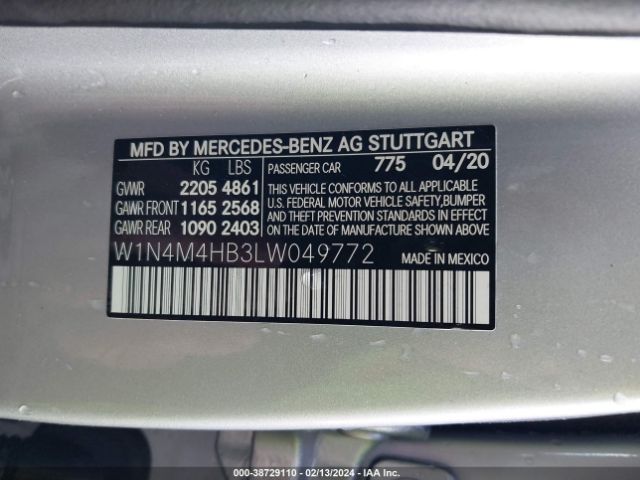 MFD BY MERCEDES-BENZ AG STUTTGART
KG LBS PASSENGER CAR 775 04/20
GVWR 2205 4861
GAWR FRONT 1165 2568
GAWR REAR 1090 2403
THIS VEHICLE CONFORMS TO ALL APPLICABLE
U.S. FEDERAL MOTOR VEHICLE SAFETY,BUMPER
AND THEFT PREVENTION STANDARDS IN EFFECT
ON THE DATE OF MANUFACTURE SHOWN ABOVE.
W1N4M4HB3LW049772 MADE IN MEXICO
000-38729110 - 02/13/2024 - IAA Inc.